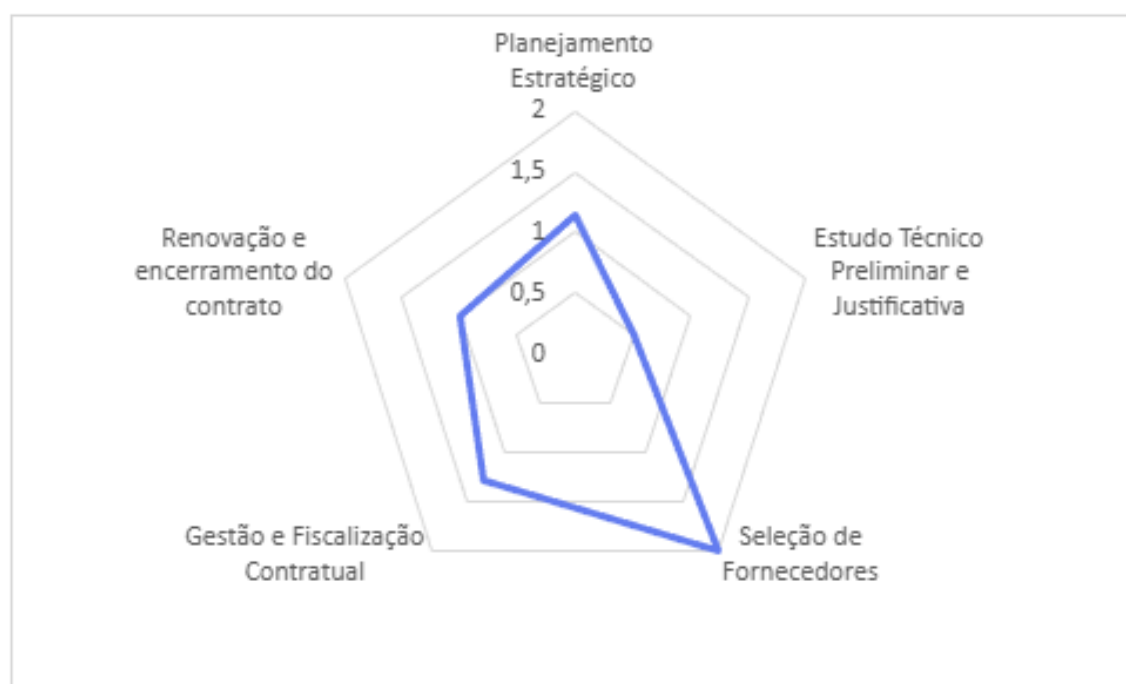 Planejamento
Estratégico
2
1,5
1
0,5
0
Estudo Técnico
Preliminar e
Justificativa
Seleção de
Fornecedores
Gestão e Fiscalização
Contratual
Renovação e
encerramento do
contrato